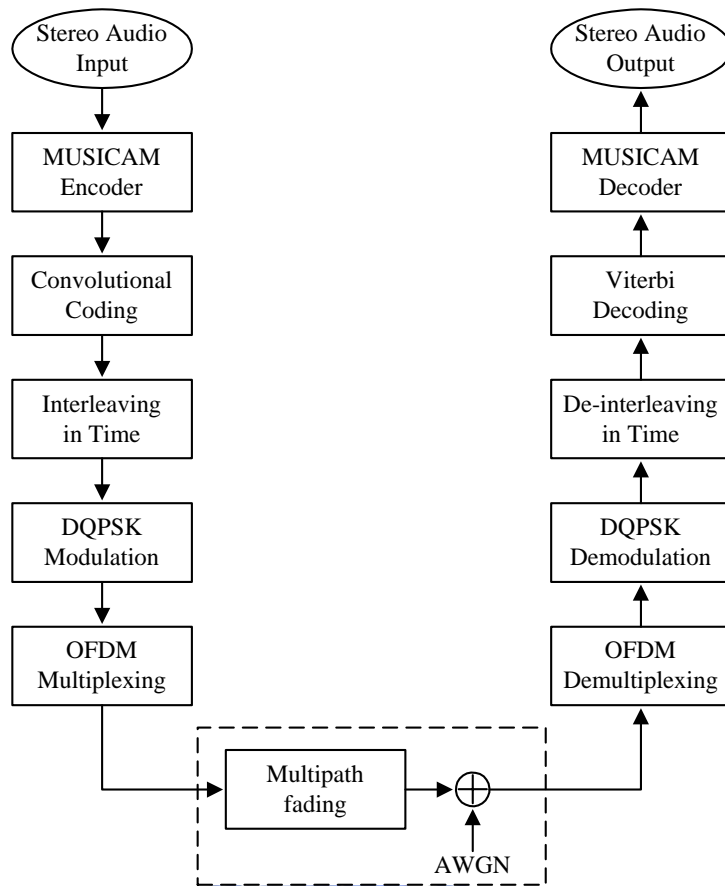 Stereo Audio
Input
MUSICAM
Encoder
Convolutional
Coding
Interleaving
in Time
DQPSK
Modulation
OFDM
Multiplexing
Multipath
fading
AWGN
OFDM
Demultiplexing
DQPSK
Demodulation
De-interleaving
in Time
Viterbi
Decoding
MUSICAM
Decoder
Stereo Audio
Output